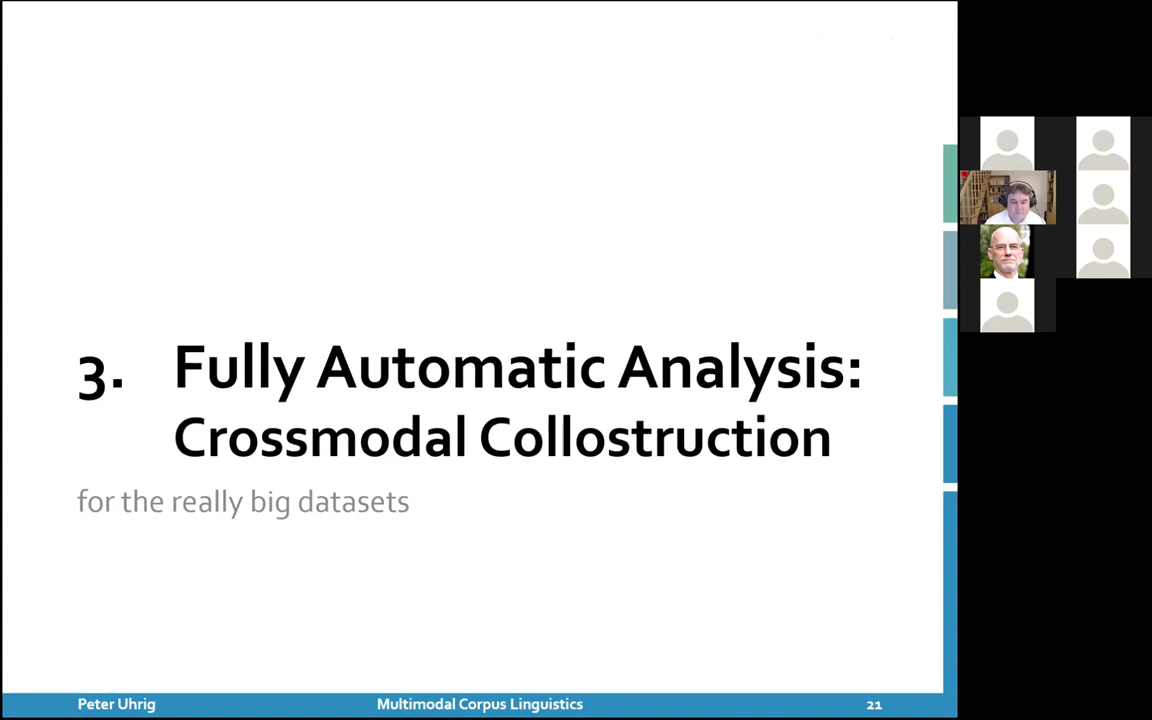 3. Fully Automatic Analysis:
Crossmodal Collostruction
for the really big datasets
Peter Uhrig Multimodal Corpus Linguistics 21